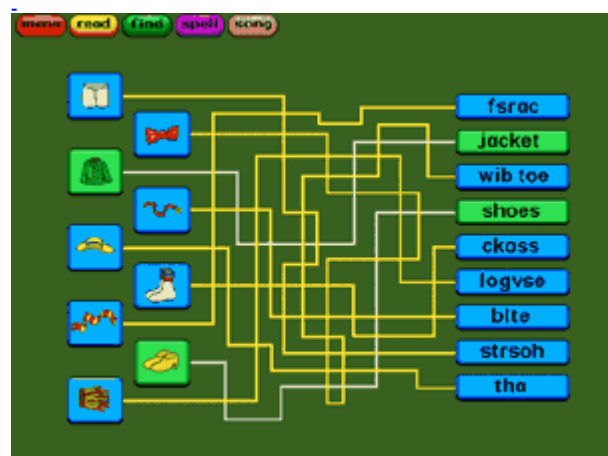 menu read find spell song
fsrac
jacket
wib toe
shoes
ckoss
logvse
blte
strsoh
tha